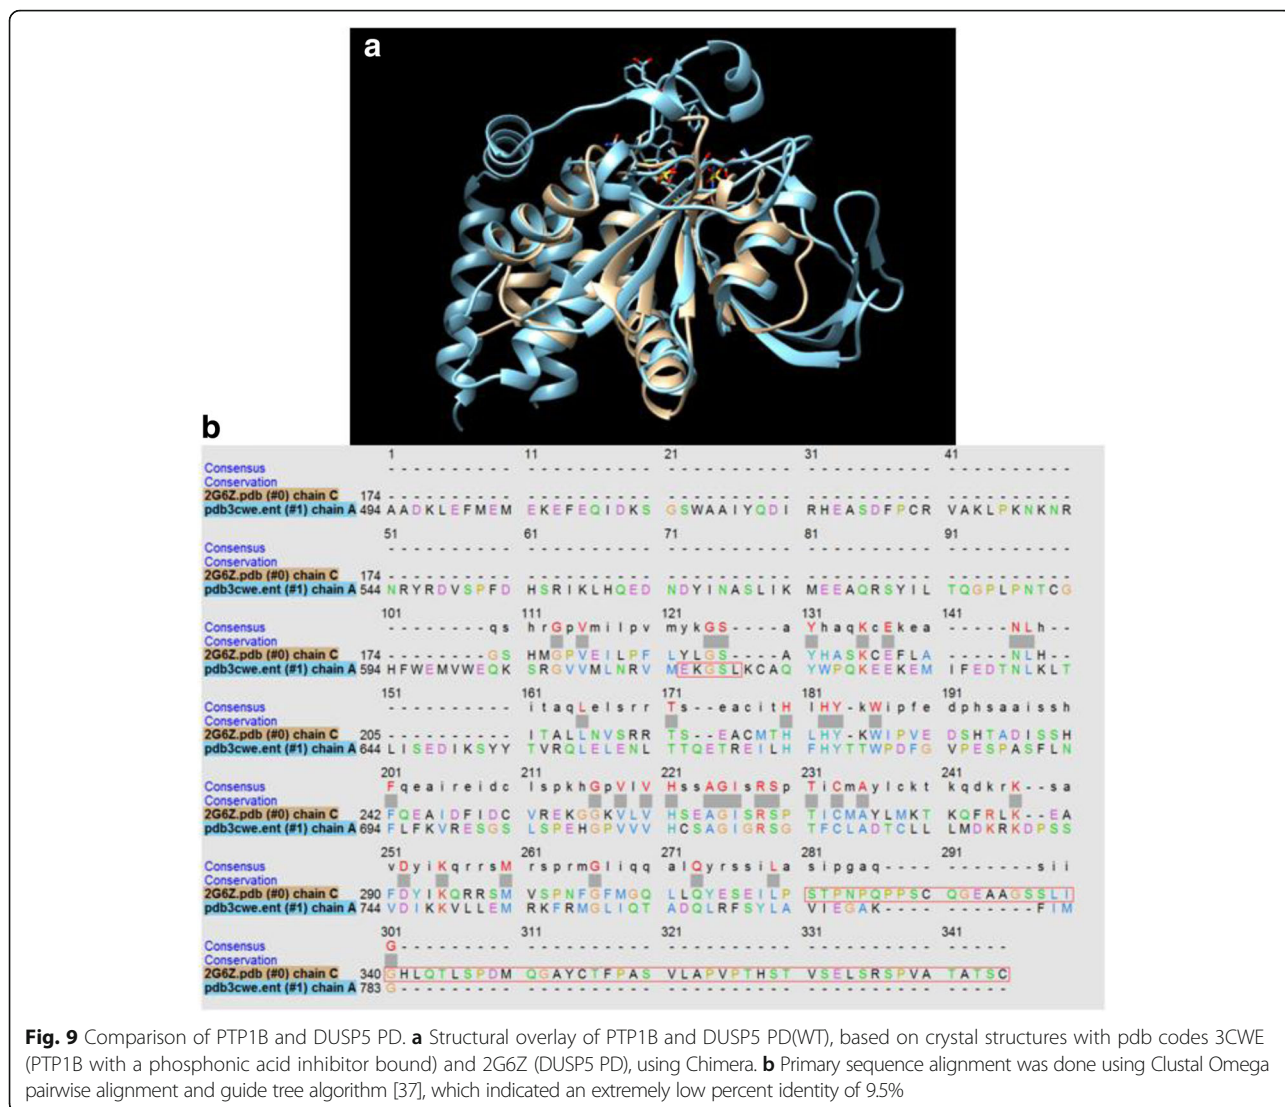 a
b
1 11 21 31 41
Consensus - - - - - - - - - - - - - - - - - - - - - - - - - - - - - - - - - - - - - - - - - - - - - - - - - -
Conservation
2G6Z.pdb (#0) chain C 174 - - - - - - - - - - - - - - - - - - - - - - - - - - - - - - - - - - - - - - - - - - - - - - - - - -
pdb3cwe.ent (#1) chain A 494 AADKLEFMEM EKEFEQIDKS GSWAAIYQDI RHEASDFPCR VAKLPKNKNR
51 61 71 81 91
Consensus - - - - - - - - - - - - - - - - - - - - - - - - - - - - - - - - - - - - - - - - - - - - - - - - - -
Conservation
2G6Z.pdb (#0) chain C 174 - - - - - - - - - - - - - - - - - - - - - - - - - - - - - - - - - - - - - - - - - - - - - - - - - -
pdb3cwe.ent (#1) chain A 544 NRYRDVSPFD HSRIKLHQED NDYINASLIK MEEAQRSYIL TQGPLPNTCG
101 111 121 131 141
Consensus --------qs hrGpVmilpv mykGS----a YhaqKcEkea -----NLh--
Conservation
2G6Z.pdb (#0) chain C 174 --------GS HMGPVEILPF LYLGS----A YHASKCEFLA -----NLH--
pdb3cwe.ent (#1) chain A 594 HFWEMVWEQK SRGVVMLNRV MEKGSLKCAQ YWPQKEEKEM IFEDTNLKLT
151 161 171 181 191
Consensus ---------- itaqLelsrr Ts--eacitH lHY-kWipfe dphsaaissh
Conservation
2G6Z.pdb (#0) chain C 205 ---------- ITALLNVSRR TS--EACMTH LHY-KWIPVE DSHTADISSH
pdb3cwe.ent (#1) chain A 644 LISEDIKSYY TVRQLELENL TTQETREILH FHYTTWPDFG VPESPASFLN
201 211 221 231 241
Consensus Fqeaireidc lspkhGpVlV HssAGIsRSp TiCmAylckt kqdkrK--sa
Conservation
2G6Z.pdb (#0) chain C 242 FQEAIDFIDC VREKGGKVLV HSEAGISRSP TICMAYLMKT KQFRLK--EA
pdb3cwe.ent (#1) chain A 694 FLFKVRESGS LSPEHGPVVV HCSAGIGRSG TFCLADTCLL LMDKRKDPSS
251 261 271 281 291
Consensus vDyiKqrrsM rsprmGliqq alQyrssiLa sipgaq---- -------sii
Conservation
2G6Z.pdb (#0) chain C 290 FDYIKQRRSM VSPNFGFMGQ LLQYESEILP STPNPQPPSC QGEAAGSSLI
pdb3cwe.ent (#1) chain A 744 VDIKKVLLEM RKFRMGLIQT ADQLRFSYLA VIEGAK---- --------FIM
301 311 321 331 341
Consensus G--------- ---------- ---------- ---------- ------
Conservation
2G6Z.pdb (#0) chain C 340 GHLQTLSPDM QGAYCTFPAS VLAPVPTHST VSELSRSPVA TATSC
pdb3cwe.ent (#1) chain A 783 G--------- ---------- ---------- ---------- -----
Fig. 9 Comparison of PTP1B and DUSP5 PD. a Structural overlay of PTP1B and DUSP5 PD(WT), based on crystal structures with pdb codes 3CWE
(PTP1B with a phosphonic acid inhibitor bound) and 2G6Z (DUSP5 PD), using Chimera. b Primary sequence alignment was done using Clustal Omega
pairwise alignment and guide tree algorithm [37], which indicated an extremely low percent identity of 9.5%